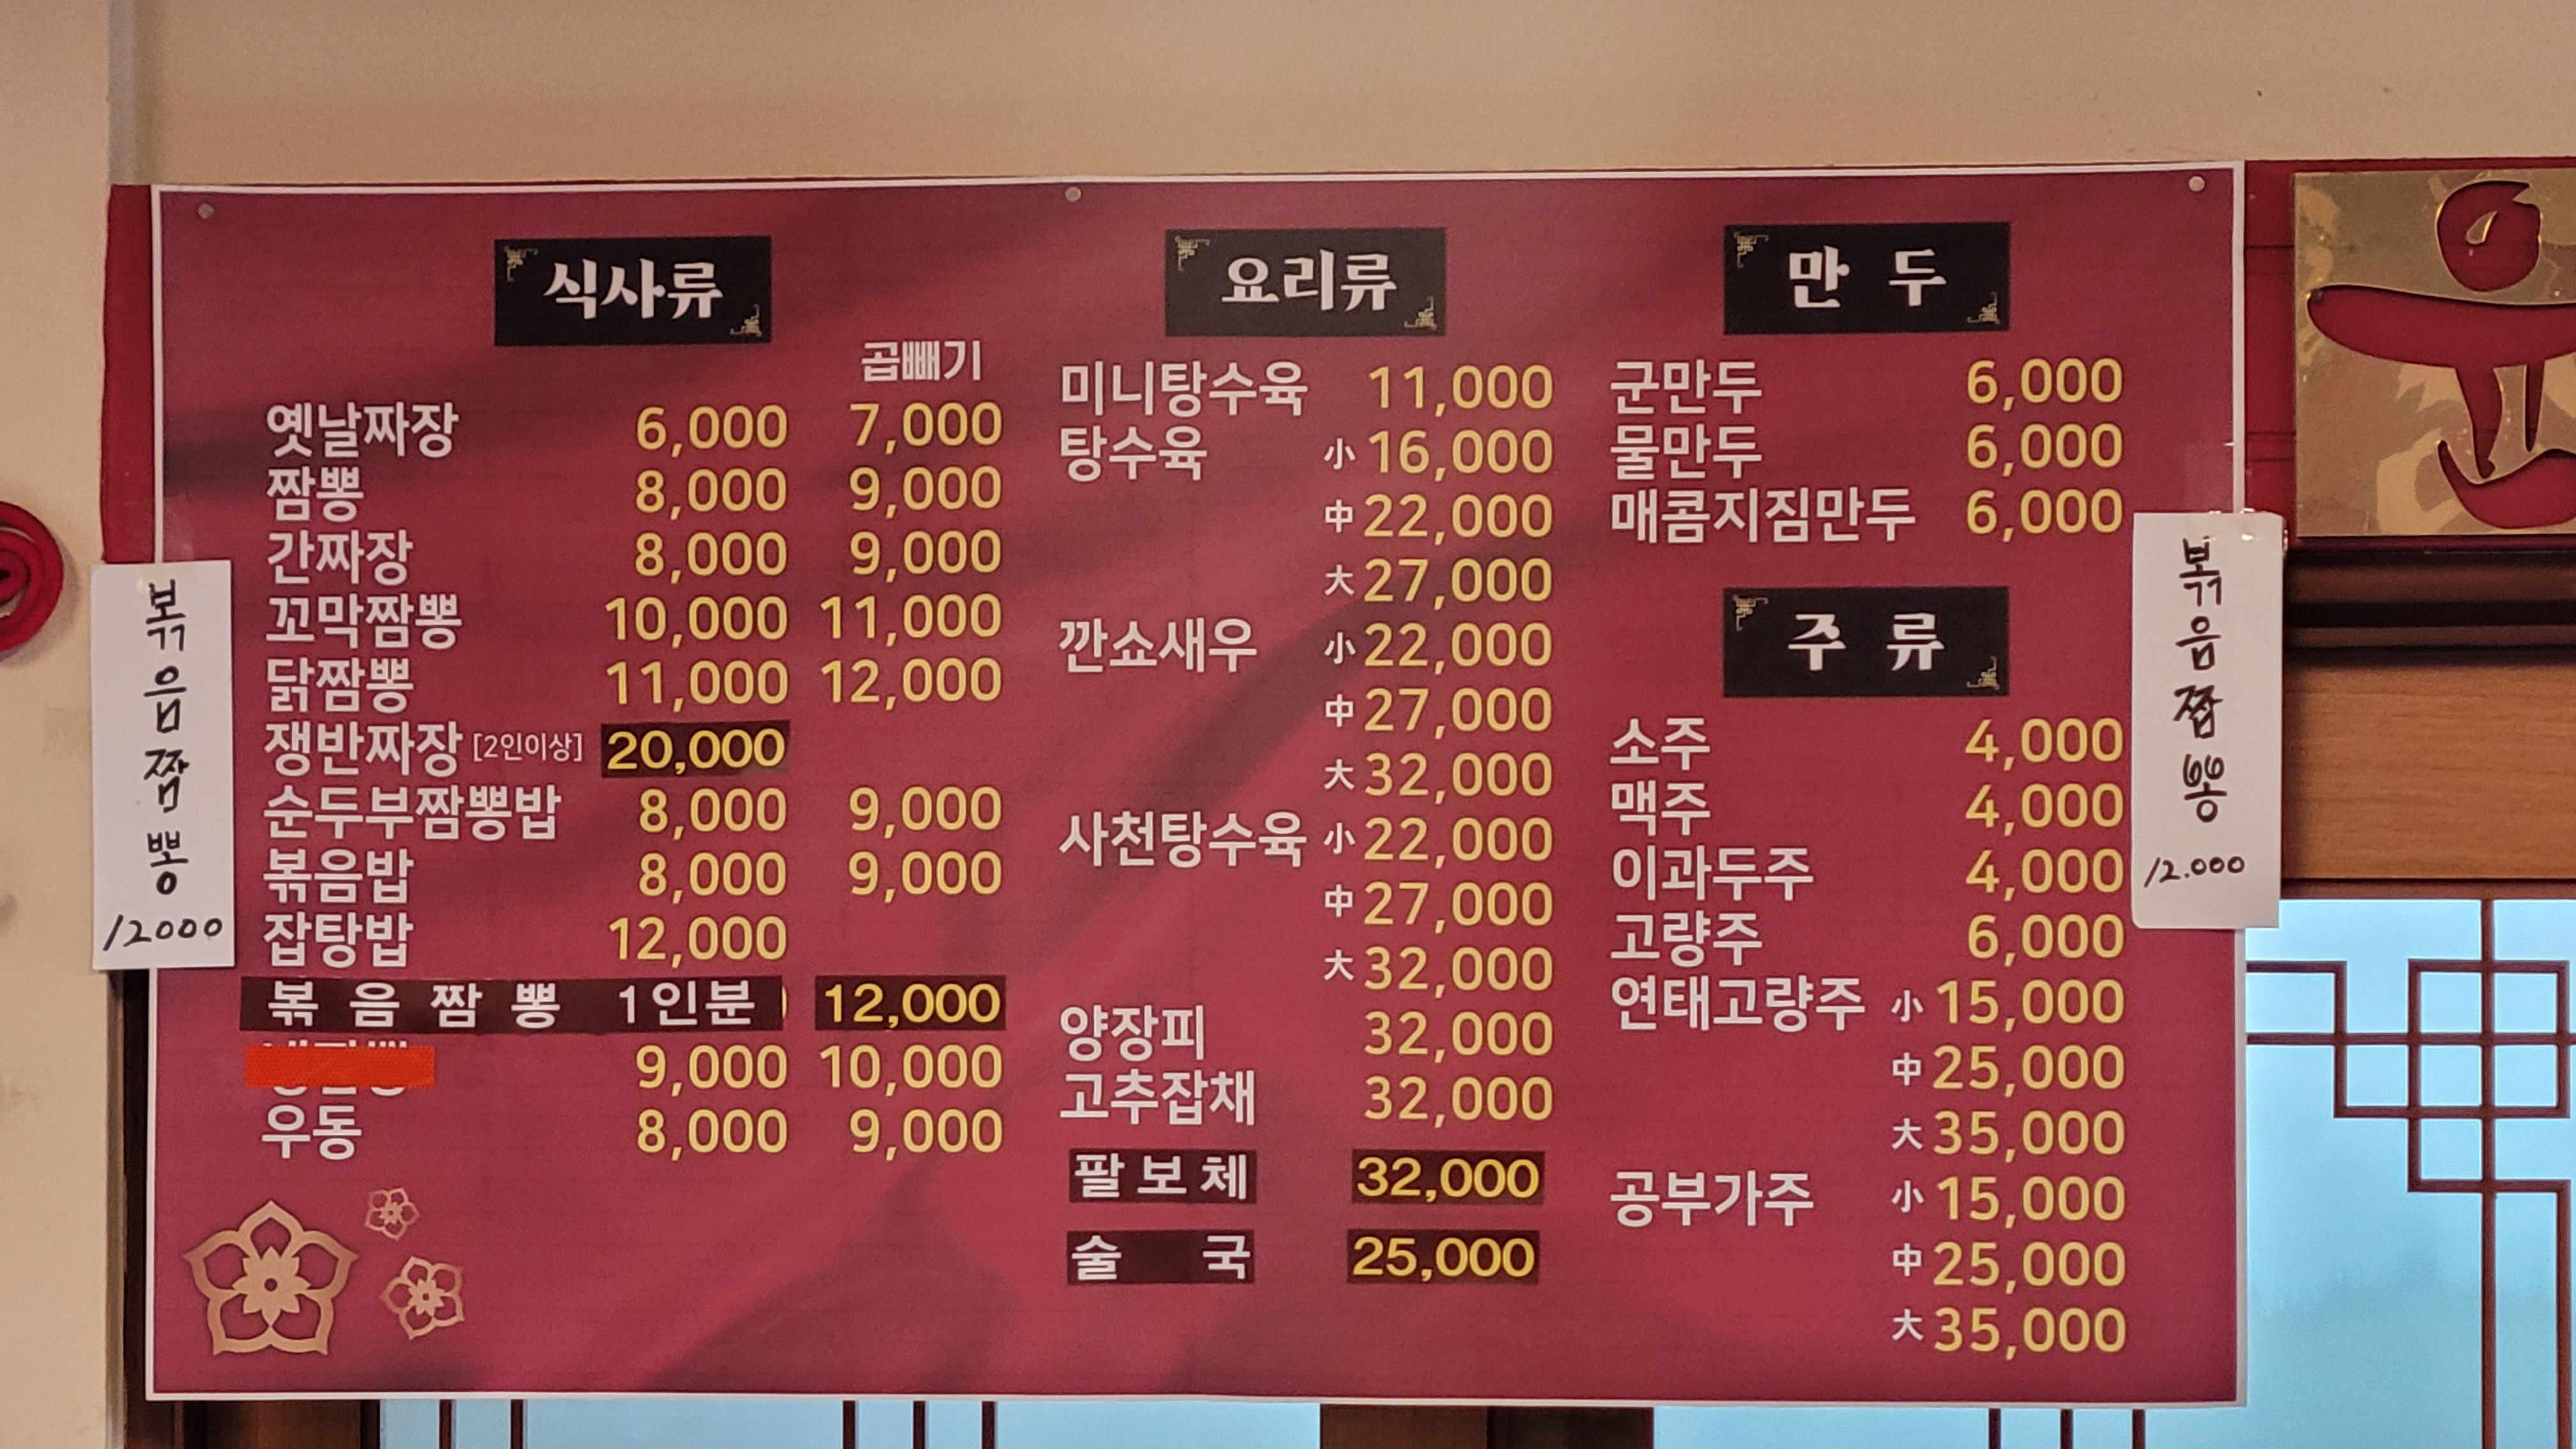 식사류
곱빼기
옛날짜장 6,000 7,000
짬뽕 8,000 9,000
간짜장 8,000 9,000
꼬막짬뽕 10,000 11,000
닭짬뽕 11,000 12,000
쟁반짜장 [2인이상] 20,000
순두부짬뽕밥 8,000 9,000
볶음밥 8,000 9,000
잡탕밥 12,000
볶음짬뽕 1인분 12,000
9,000 10,000
우동 8,000 9,000
요리류
미니탕수육 11,000
탕수육 小 16,000
中 22,000
大 27,000
깐쇼새우 小 22,000
中 27,000
大 32,000
사천탕수육 小 22,000
中 27,000
大 32,000
양장피 32,000
고추잡채 32,000
팔보체 32,000
술국 25,000
만두
군만두 6,000
물만두 6,000
매콤지짐만두 6,000
주류
소주 4,000
맥주 4,000
이과두주 4,000
고량주 6,000
연태고량주 小 15,000
中 25,000
大 35,000
공부가주 小 15,000
中 25,000
大 35,000
볶음짬뽕
12000
볶음짬뽕
12.000